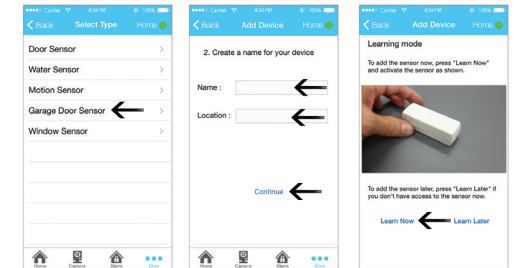 Carrier 4:34 PM 100%
Back Select Type Home
Door Sensor
Water Sensor
Motion Sensor
Garage Door Sensor
Window Sensor
Home Camera Alarm More
Carrier 4:34 PM 100%
Back Add Device Home
2. Create a name for your device
Name :
Location :
Continue
Home Camera Alarm More
Carrier 4:34 PM 100%
Back Add Device Home
Learning mode
To add the sensor now, press "Learn Now"
and activate the sensor as shown.
To add the sensor later, press "Learn Later" if
you don't have access to the sensor now.
Learn Now Learn Later